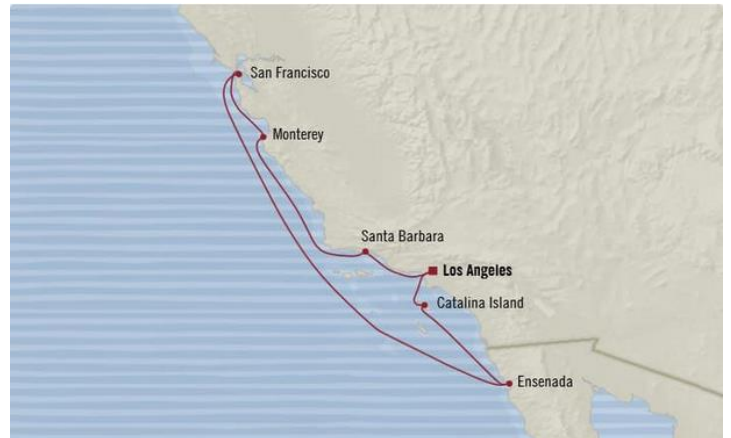 San Francisco
Monterey
Santa Barbara
Los Angeles
Catalina Island
Ensenada